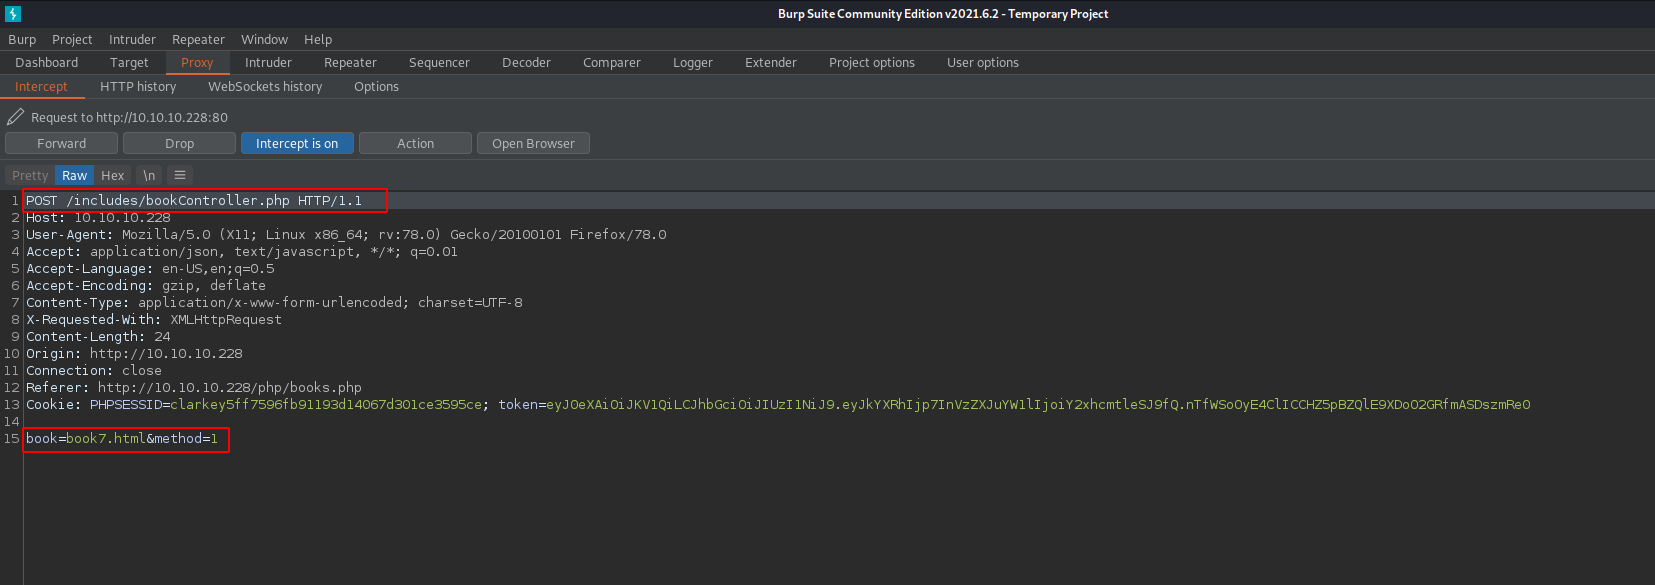 Burp Suite Community Edition v2021.6.2 - Temporary Project
Burp Project Intruder Repeater Window Help
Dashboard Target Proxy Intruder Repeater Sequencer Decoder Comparer Logger Extender Project options User options
Intercept HTTP history WebSockets history Options
Request to http://10.10.10.228:80
Forward Drop Intercept is on Action Open Browser
Pretty Raw Hex \n
1 POST /includes/bookController.php HTTP/1.1
2 Host: 10.10.10.228
3 User-Agent: Mozilla/5.0 (X11; Linux x86_64; rv:78.0) Gecko/20100101 Firefox/78.0
4 Accept: application/json, text/javascript, */*; q=0.01
5 Accept-Language: en-US,en;q=0.5
6 Accept-Encoding: gzip, deflate
7 Content-Type: application/x-www-form-urlencoded; charset=UTF-8
8 X-Requested-With: XMLHttpRequest
9 Content-Length: 24
10 Origin: http://10.10.10.228
11 Connection: close
12 Referer: http://10.10.10.228/php/books.php
13 Cookie: PHPSESSID=clarkey5ff7596fb91193d14067d301ce3595ce; token=eyJ0eXAiOiJKV1QiLCJhbGciOiJIUzI1NiJ9.eyJkYXRhIjp7InVzZXJuYW1lIjoiY2xhcmtleSJ9fQ.nTfWSoOyE4ClICCHZ5pBZQlE9XDoO2GRfmASDszmRe0
14
15 book=book7.html&method=1